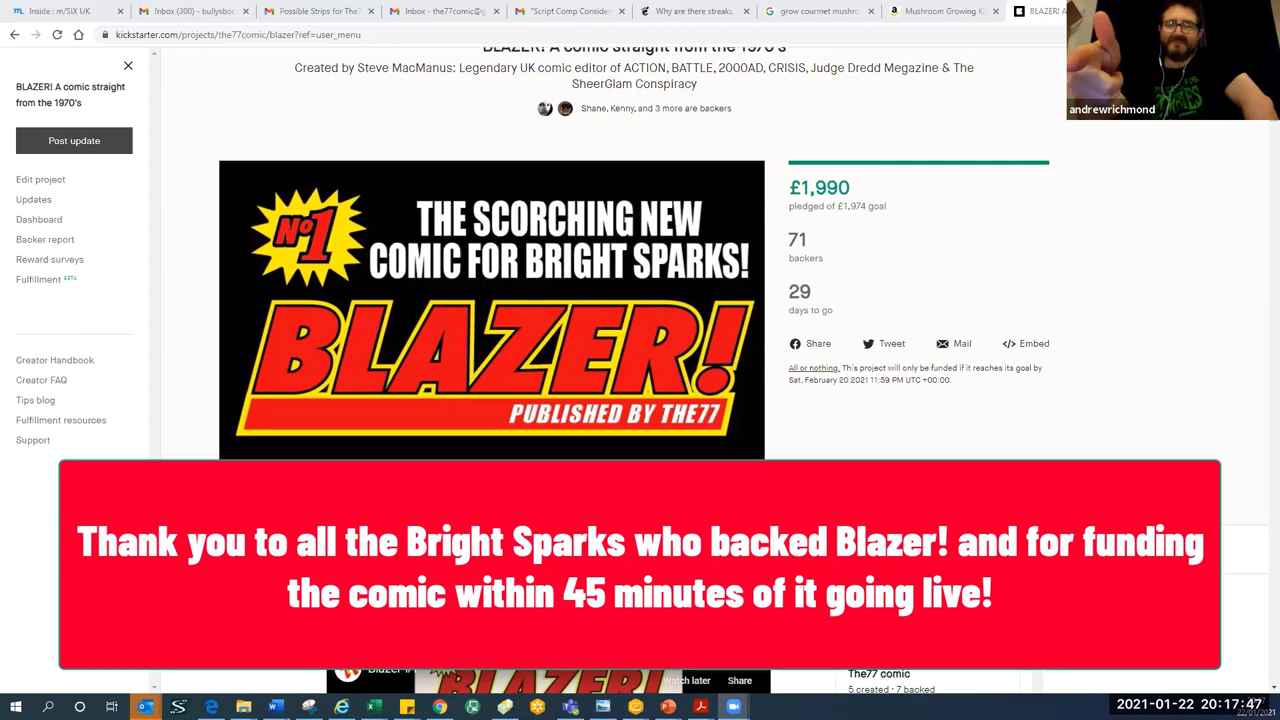 Inside : m/SiX UK
Inbox (300) - bullysboo
Possible Strips for The7
Inbox - the77comic@g
"Script Comp Conside
Why are there streaks,
grow courmet mushro
Mushroom Growing Ki
BLAZER! A
kickstarter.com/projects/the77comic/blazer?ref=user_menu
andrewrichmond
BLAZER! A comic straight
from the 1970's
Post update
Edit project
Updates
Dashboard
Backer report
Reward surveys
Fulfillment BETA
Creator Handbook
Creator FAQ
Tips blog
Fulfillment resources
Support
BLAZER! A comic straight from the 1970's
Created by Steve MacManus: Legendary UK comic editor of ACTION, BATTLE, 2000AD, CRISIS, Judge Dredd Megazine & The
SheerGlam Conspiracy
Shane, Kenny, and 3 more are backers
No1
THE SCORCHING NEW
COMIC FOR BRIGHT SPARKS!
BLAZER!
PUBLISHED BY THE77
£1,990
pledged of £1,974 goal
71
backers
29
days to go
Share
Tweet
Mail
Embed
All or nothing. This project will only be funded if it reaches its goal by
Sat, February 20 2021 11:59 PM UTC +00:00.
Thank you to all the Bright Sparks who backed Blazer! and for funding
the comic within 45 minutes of it going live!
BLAZER!
Watch later
Share
The77 comic
5 created · 7 backed
2021-01-22 20:17:47
22/01/2021